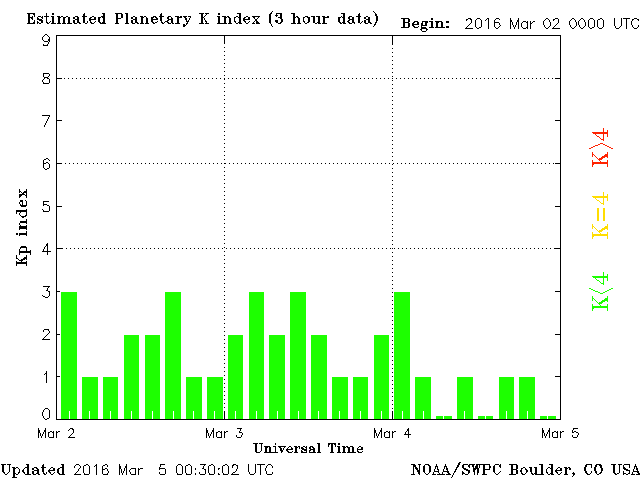 Estimated Planetary K index (3 hour data)
Begin: 2016 Mar 02 0000 UTC
9
8
7
6
5
4
3
2
1
0
Kp index
K>4
K=4
K<4
Mar 2
Mar 3
Mar 4
Mar 5
Universal Time
Updated 2016 Mar 5 00:30:02 UTC
NOAA/SWPC Boulder, CO USA